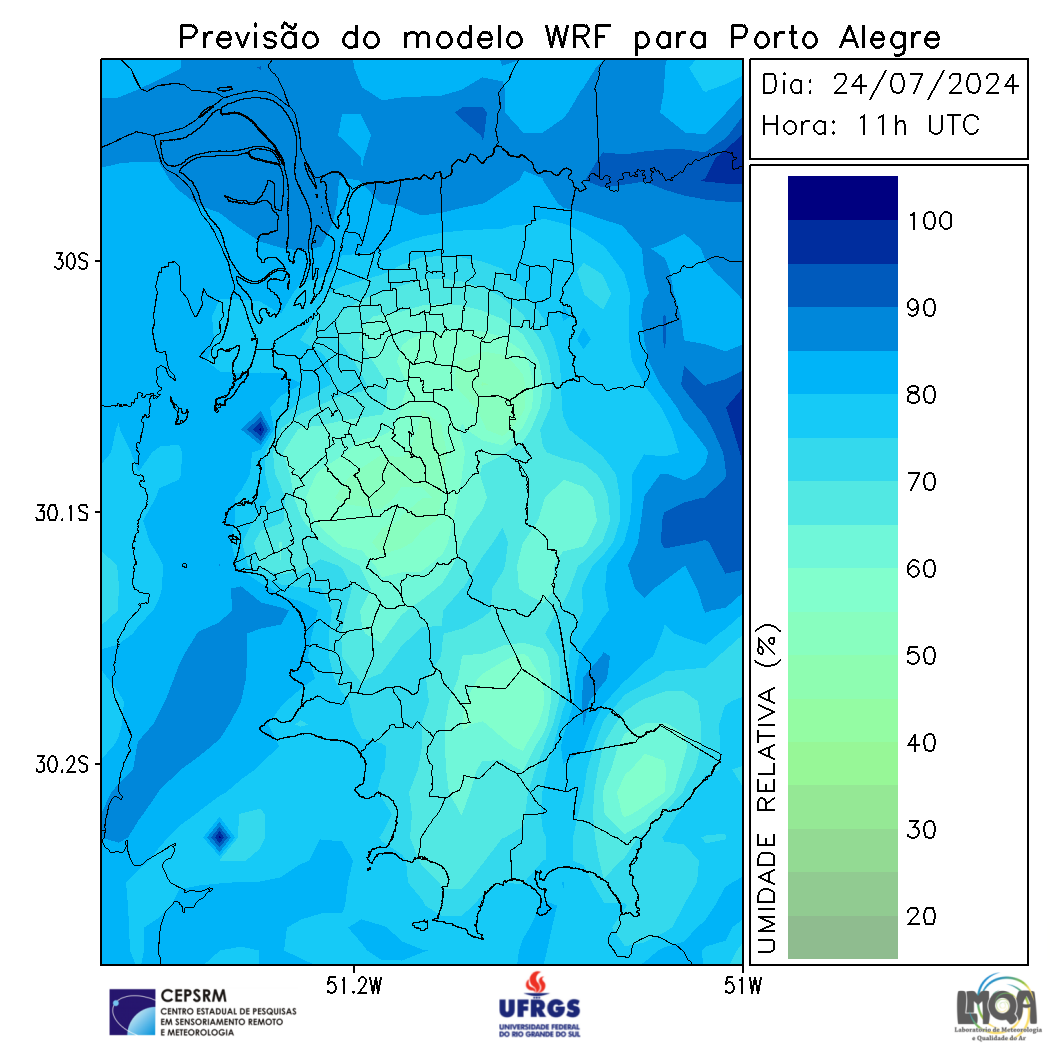 Previsão do modelo WRF para Porto Alegre
Dia: 24/07/2024
Hora: 11h UTC
30S
30.1S
30.2S
51.2W
51W
100
90
80
70
60
50
40
30
20
UMIDADE RELATIVA (%)
CEPSRM
CENTRO ESTADUAL DE PESQUISAS
EM SENSORIAMENTO REMOTO
E METEOROLOGIA
UFRGS
UNIVERSIDADE FEDERAL
DO RIO GRANDE DO SUL
LMQA
Laboratório de Meteorologia
e Qualidade do Ar